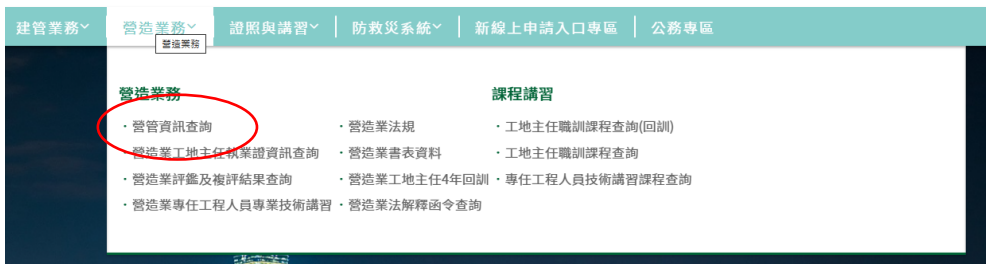 建管業務 營造業務 證照與講習 防救災系統 新線上申請入口專區 公務專區
營造業務
營造業務 課程講習
・營管資訊查詢 ・營造業法規 ・工地主任職訓課程查詢(回訓)
・營造業工地主任執業證資訊查詢 ・營造業書表資料 ・工地主任職訓課程查詢
・營造業評鑑及複評結果查詢 ・營造業工地主任4年回訓 ・專任工程人員技術講習課程查詢
・營造業專任工程人員專業技術講習 ・營造業法解釋函令查詢